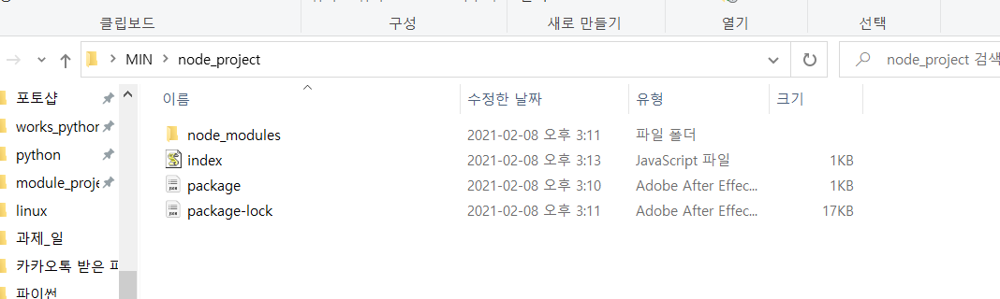 클립보드 구성 새로 만들기 열기 선택
MIN node_project node_project 검색
이름 수정한 날짜 유형 크기
포토샵
works_python
python
module_proje
linux
과제_일
카카오톡 받은 파
파이썬
node_modules 2021-02-08 오후 3:11 파일 폴더
index 2021-02-08 오후 3:13 JavaScript 파일 1KB
package 2021-02-08 오후 3:10 Adobe After Effec... 1KB
package-lock 2021-02-08 오후 3:11 Adobe After Effec... 17KB